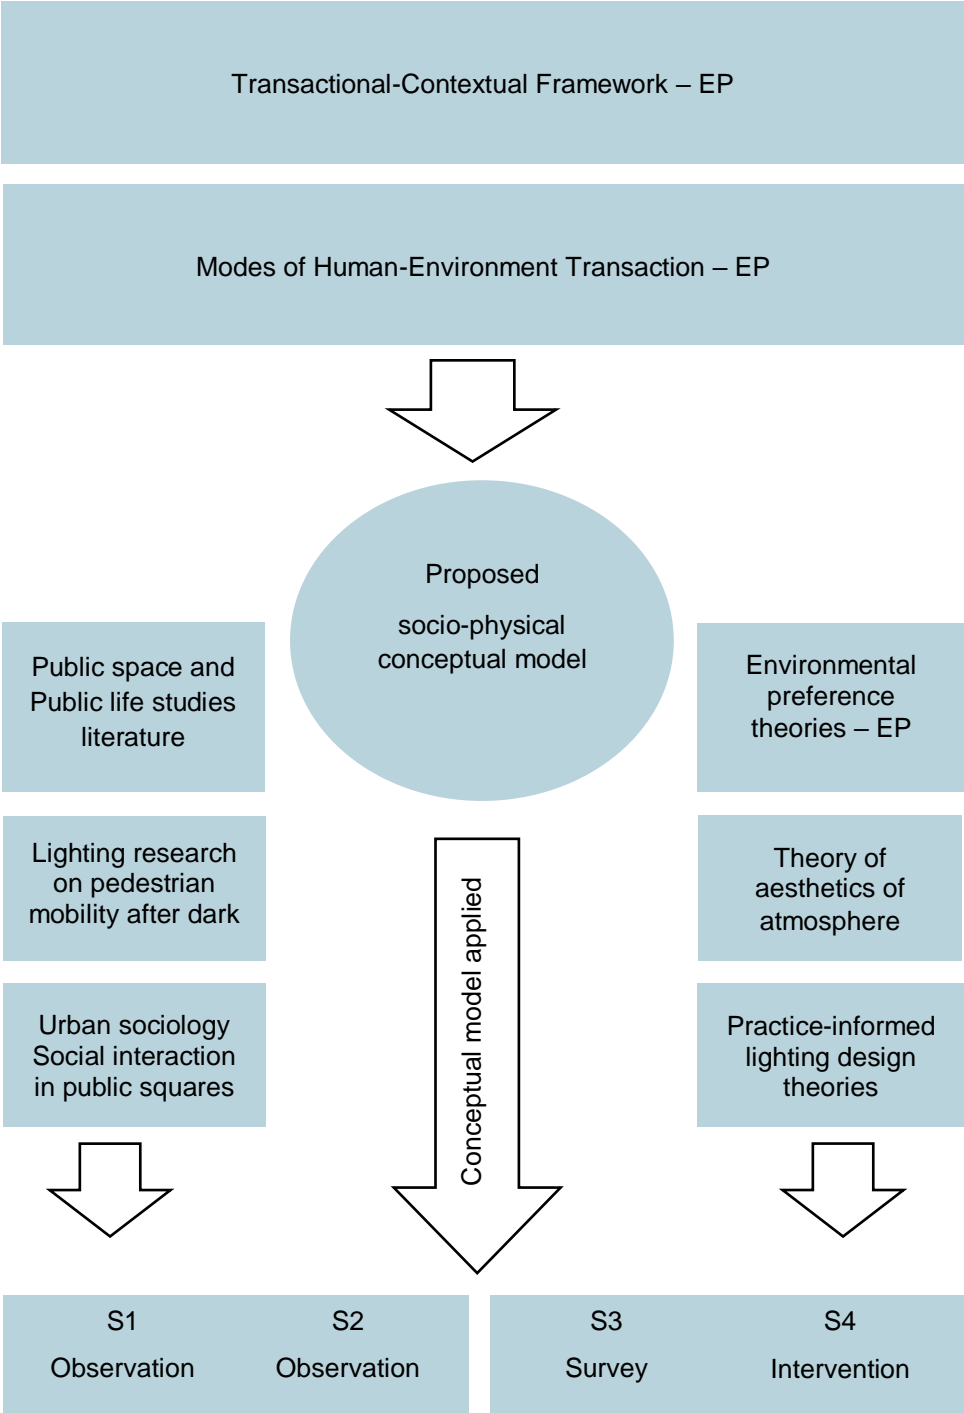 Transactional-Contextual Framework – EP
Modes of Human-Environment Transaction – EP
Proposed
socio-physical
conceptual model
Public space and
Public life studies
literature
Lighting research
on pedestrian
mobility after dark
Urban sociology
Social interaction
in public squares
Conceptual model applied
Environmental
preference
theories – EP
Theory of
aesthetics of
atmosphere
Practice-informed
lighting design
theories
S1
Observation
S2
Observation
S3
Survey
S4
Intervention